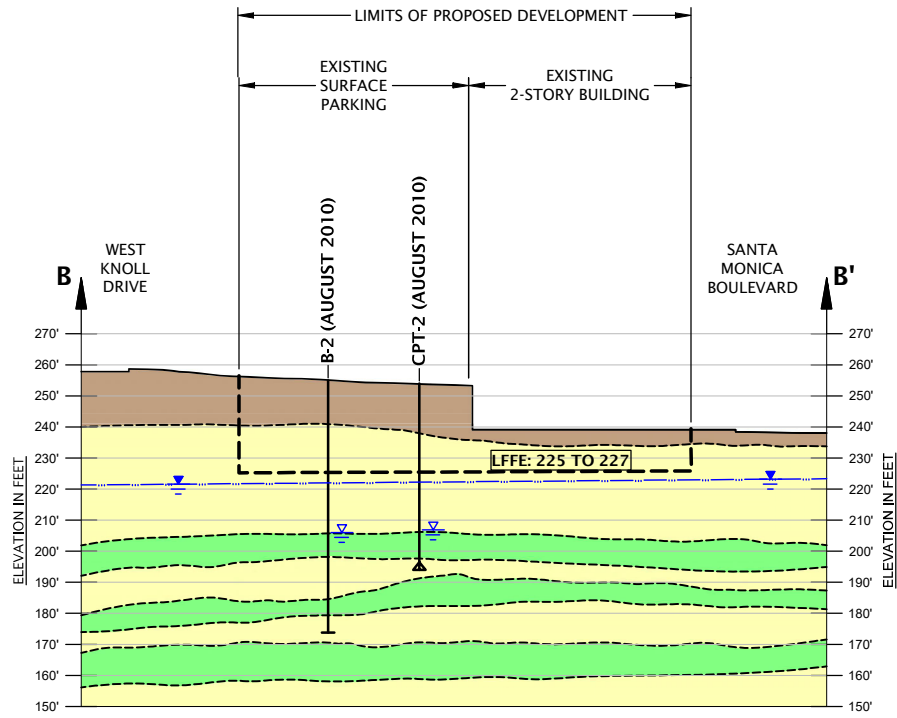 LIMITS OF PROPOSED DEVELOPMENT
EXISTING
SURFACE
PARKING
EXISTING
2-STORY BUILDING
B-2 (AUGUST 2010)
CPT-2 (AUGUST 2010)
WEST
KNOLL
DRIVE
SANTA
MONICA
BOULEVARD
B
B'
270'
260'
250'
240'
230'
220'
210'
200'
190'
180'
170'
160'
150'
ELEVATION IN FEET
LFFE: 225 TO 227
270'
260'
250'
240'
230'
220'
210'
200'
190'
180'
170'
160'
150'
ELEVATION IN FEET